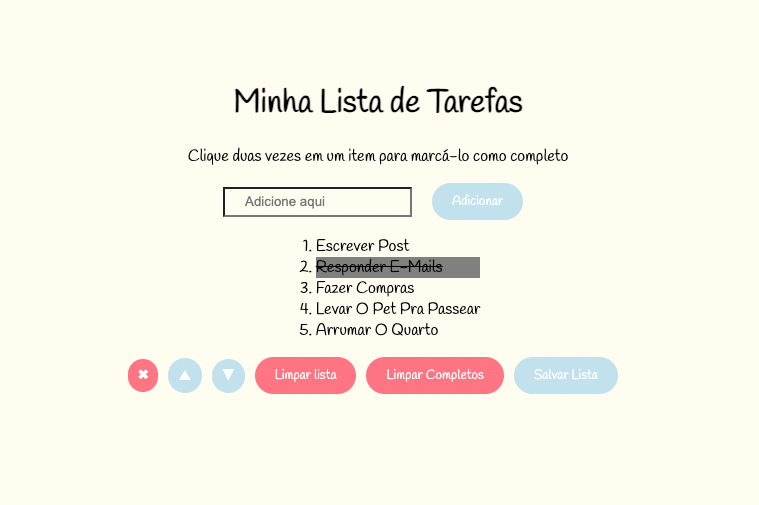 Minha Lista de Tarefas
Clique duas vezes em um item para marcá-lo como completo
Adicione aqui
Adicionar
1. Escrever Post
2. Responder E-Mails
3. Fazer Compras
4. Levar O Pet Pra Passear
5. Arrumar O Quarto
✖ ▲ ▼ Limpar lista Limpar Completos Salvar Lista